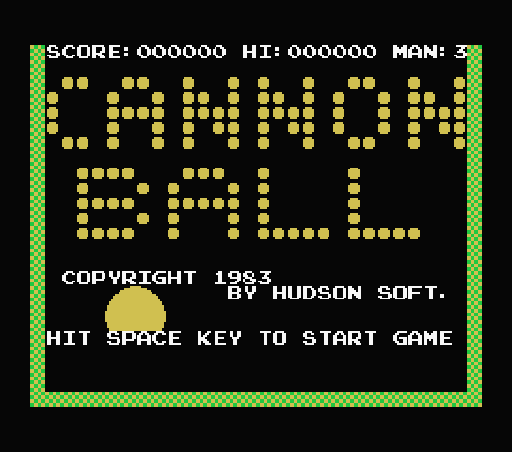 SCORE:000000 HI:000000 MAN:3
CANNON
BALL
COPYRIGHT 1983
BY HUDSON SOFT.
HIT SPACE KEY TO START GAME